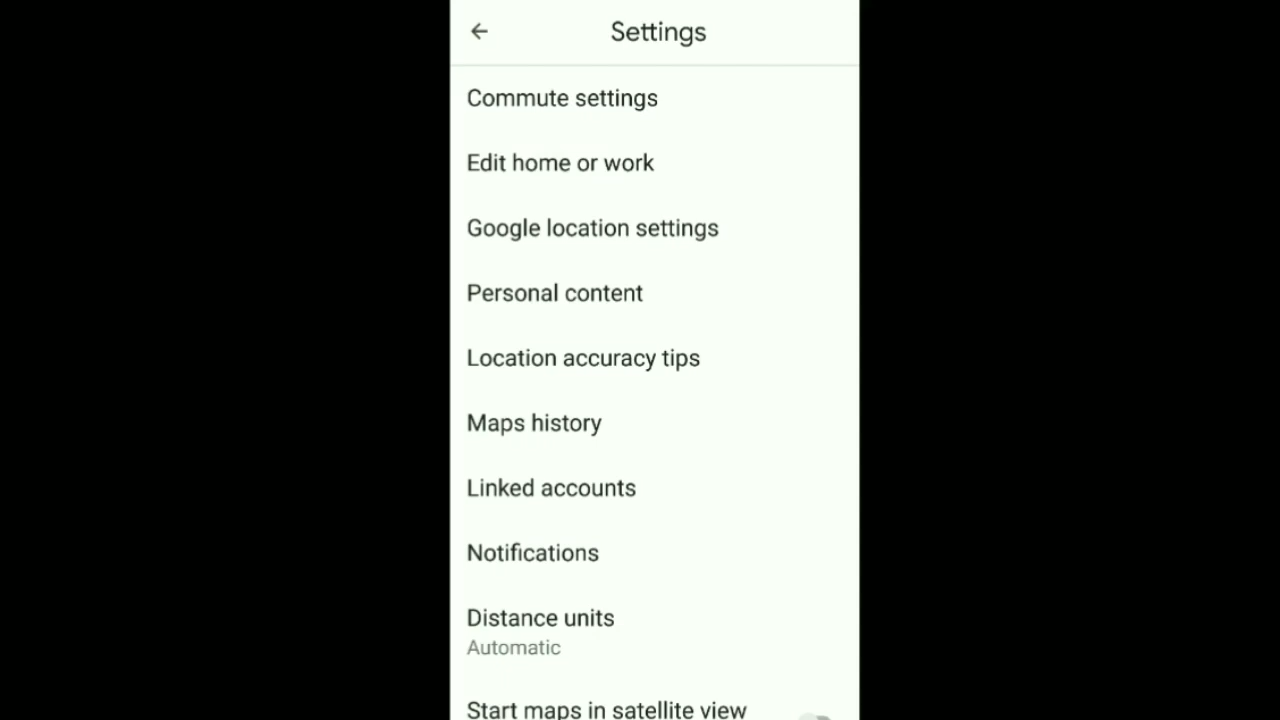 Settings
Commute settings
Edit home or work
Google location settings
Personal content
Location accuracy tips
Maps history
Linked accounts
Notifications
Distance units
Automatic
Start maps in satellite view